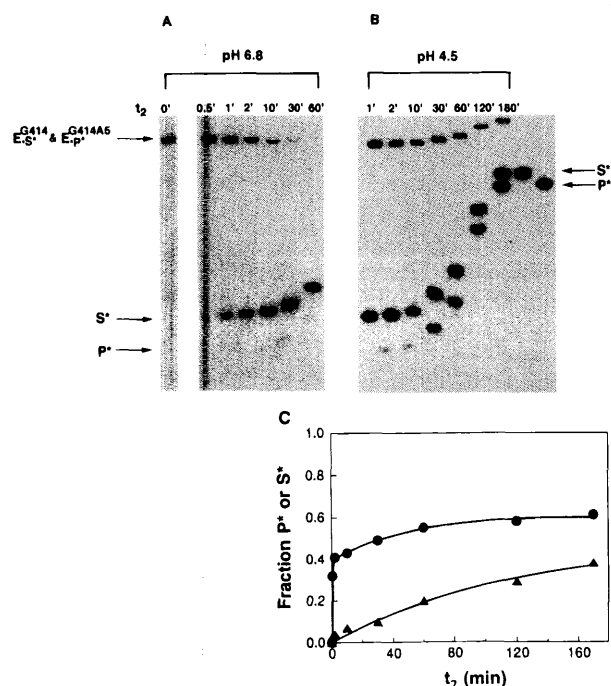 A
B
pH 6.8
pH 4.5
t2 0' 0.5' 1' 2' 10' 30' 60'
1' 2' 10' 30' 60' 120' 180'
E·S*^G414 & E·P*^G414A5
S*
P*
S*
P*
C
1.0
0.8
0.6
0.4
0.2
0.0
Fraction P* or S*
0 40 80 120 160
t2 (min)